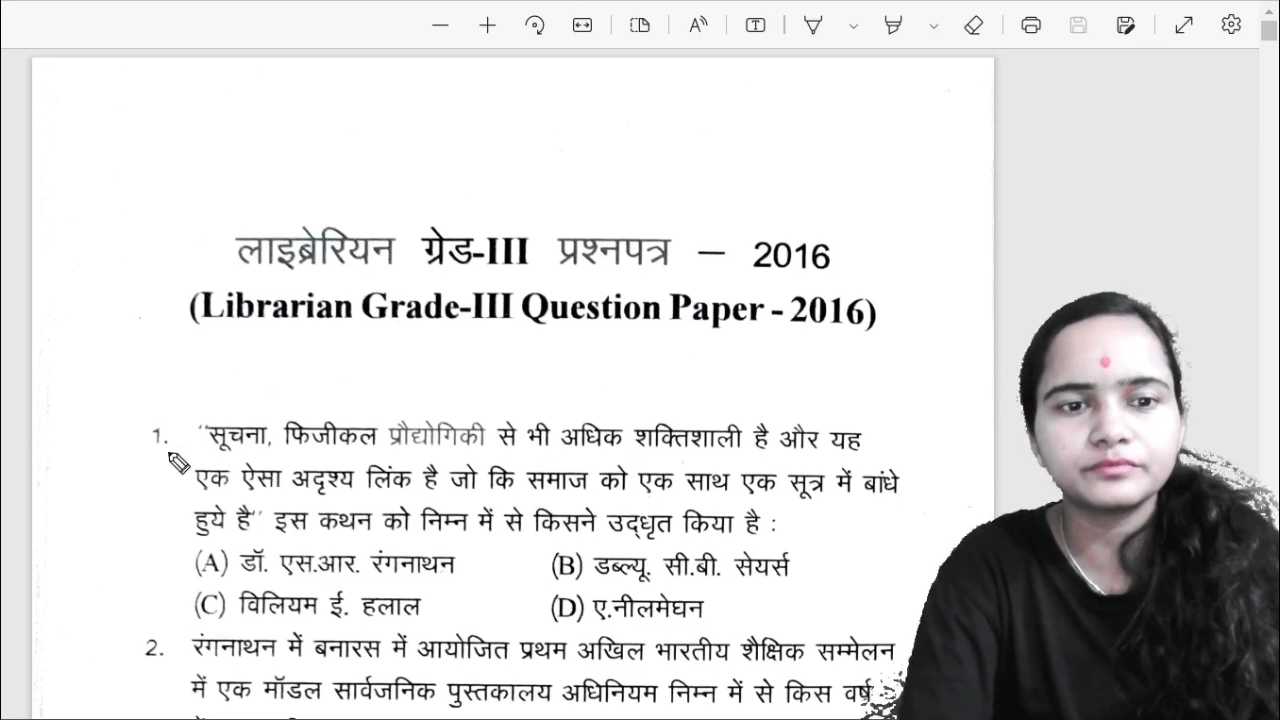 लाइब्रेरियन ग्रेड-III प्रश्नपत्र – 2016
(Librarian Grade-III Question Paper - 2016)
1. "सूचना, फिजीकल प्रौद्योगिकी से भी अधिक शक्तिशाली है और यह
एक ऐसा अदृश्य लिंक है जो कि समाज को एक साथ एक सूत्र में बांधे
हुये है" इस कथन को निम्न में से किसने उद्धृत किया है :
(A) डॉ. एस.आर. रंगनाथन (B) डब्ल्यू. सी.बी. सेयर्स
(C) विलियम ई. हलाल (D) ए.नीलमेघन
2. रंगनाथन में बनारस में आयोजित प्रथम अखिल भारतीय शैक्षिक सम्मेलन
में एक मॉडल सार्वजनिक पुस्तकालय अधिनियम निम्न में से किस वर्ष